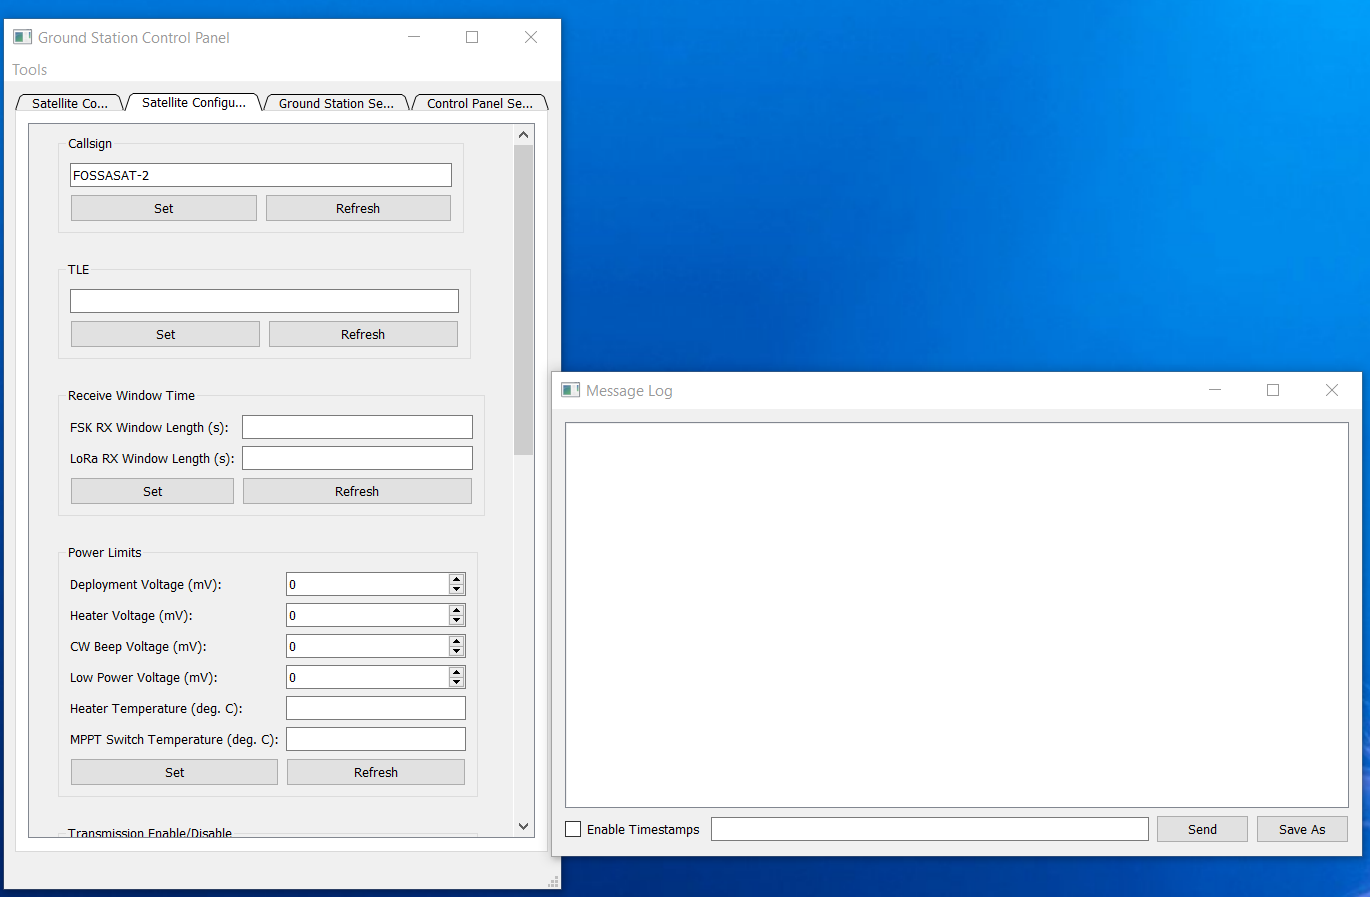 Ground Station Control Panel
Tools
Satellite Co... Satellite Configu... Ground Station Se... Control Panel Se...
Callsign
FOSSASAT-2
Set Refresh
TLE
Set Refresh
Receive Window Time
FSK RX Window Length (s):
LoRa RX Window Length (s):
Set Refresh
Power Limits
Deployment Voltage (mV): 0
Heater Voltage (mV): 0
CW Beep Voltage (mV): 0
Low Power Voltage (mV): 0
Heater Temperature (deg. C):
MPPT Switch Temperature (deg. C):
Set Refresh
Transmission Enable/Disable
Message Log
Enable Timestamps Send Save As